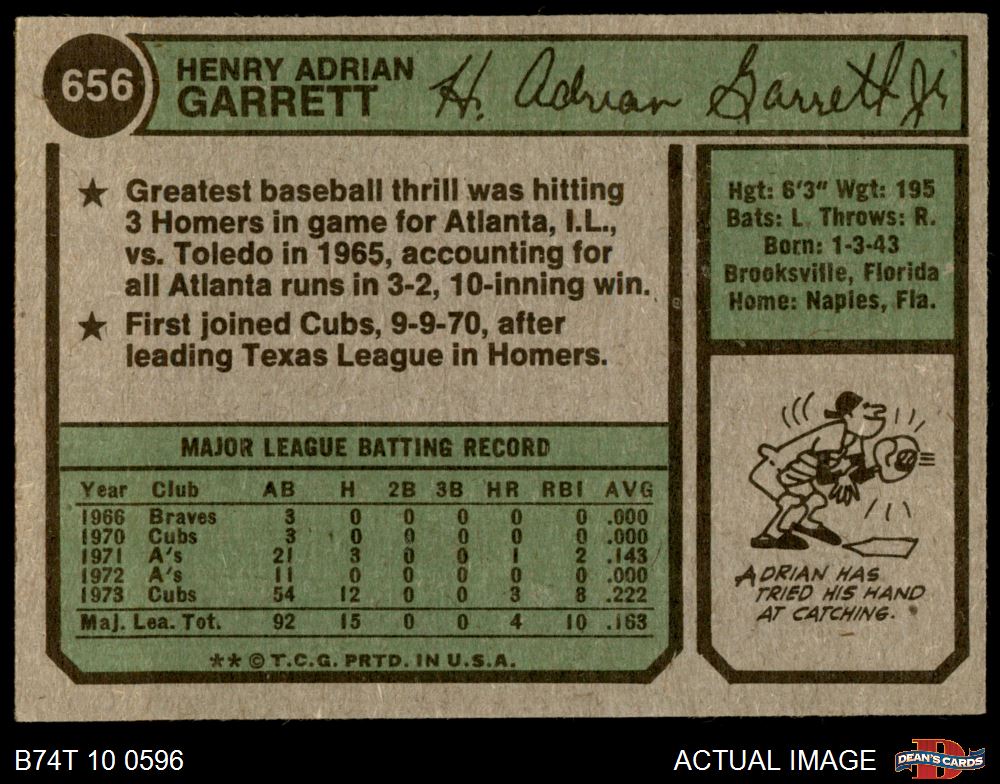 656
HENRY ADRIAN
GARRETT
H. Adrian Garrett Jr
★ Greatest baseball thrill was hitting
3 Homers in game for Atlanta, I.L.,
vs. Toledo in 1965, accounting for
all Atlanta runs in 3-2, 10-inning win.
★ First joined Cubs, 9-9-70, after
leading Texas League in Homers.
Hgt: 6'3" Wgt: 195
Bats: L. Throws: R.
Born: 1-3-43
Brooksville, Florida
Home: Naples, Fla.
MAJOR LEAGUE BATTING RECORD
Year Club AB H 2B 3B HR RBI AVG
1966 Braves 3 0 0 0 0 0 .000
1970 Cubs 3 0 0 0 0 0 .000
1971 A's 21 3 0 0 1 2 .143
1972 A's 11 0 0 0 0 0 .000
1973 Cubs 54 12 0 0 3 8 .222
Maj. Lea. Tot. 92 15 0 0 4 10 .163
** © T.C.G. PRTD. IN U.S.A.
ADRIAN HAS
TRIED HIS HAND
AT CATCHING.
B74T 10 0596
ACTUAL IMAGE
D
DEAN'S CARDS